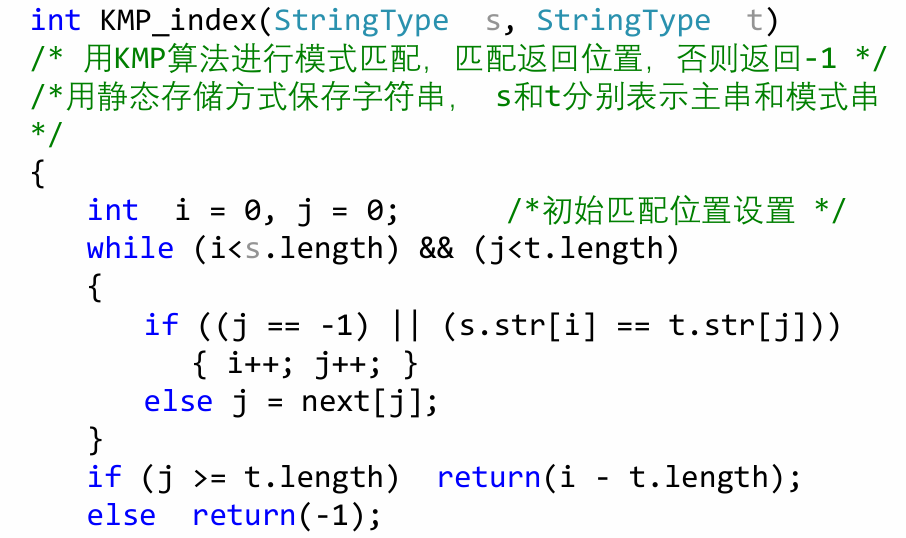 int KMP_index(StringType  s, StringType  t)
/* 用KMP算法进行模式匹配，匹配返回位置，否则返回-1 */
/*用静态存储方式保存字符串， s和t分别表示主串和模式串
*/
{
int  i = 0, j = 0;      /*初始匹配位置设置 */
while (i<s.length) && (j<t.length)
{
if ((j == -1) || (s.str[i] == t.str[j]))
{ i++; j++; }
else j = next[j];
}
if (j >= t.length)  return(i - t.length);
else  return(-1);